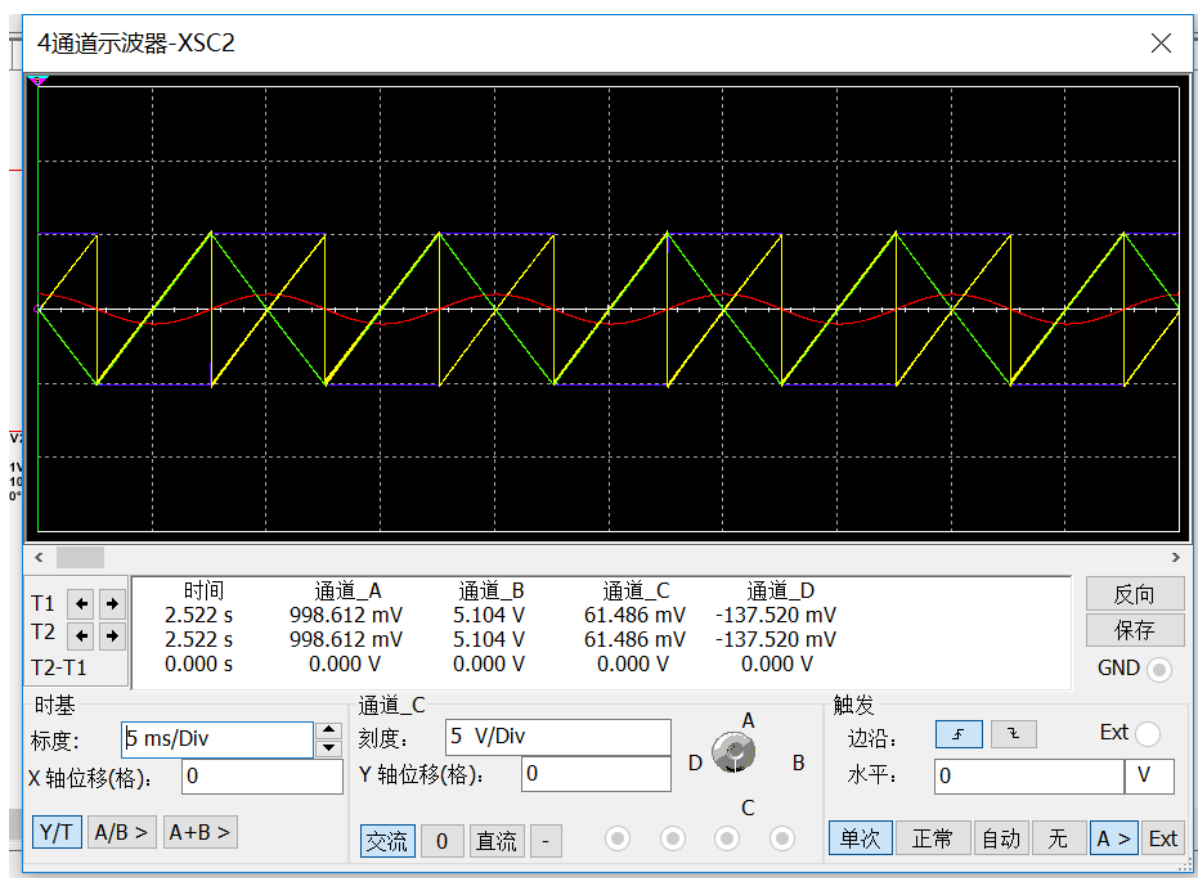 4通道示波器-XSC2
V2
1V
10
0°
时间 通道_A 通道_B 通道_C 通道_D
T1 2.522 s 998.612 mV 5.104 V 61.486 mV -137.520 mV
T2 2.522 s 998.612 mV 5.104 V 61.486 mV -137.520 mV
T2-T1 0.000 s 0.000 V 0.000 V 0.000 V 0.000 V
反向
保存
GND
时基
标度: 5 ms/Div
X 轴位移(格): 0
Y/T A/B > A+B >
通道_C
刻度: 5 V/Div
Y 轴位移(格): 0
交流 0 直流 -
A
D B
C
触发
边沿: Ext
水平: 0 V
单次 正常 自动 无 A > Ext